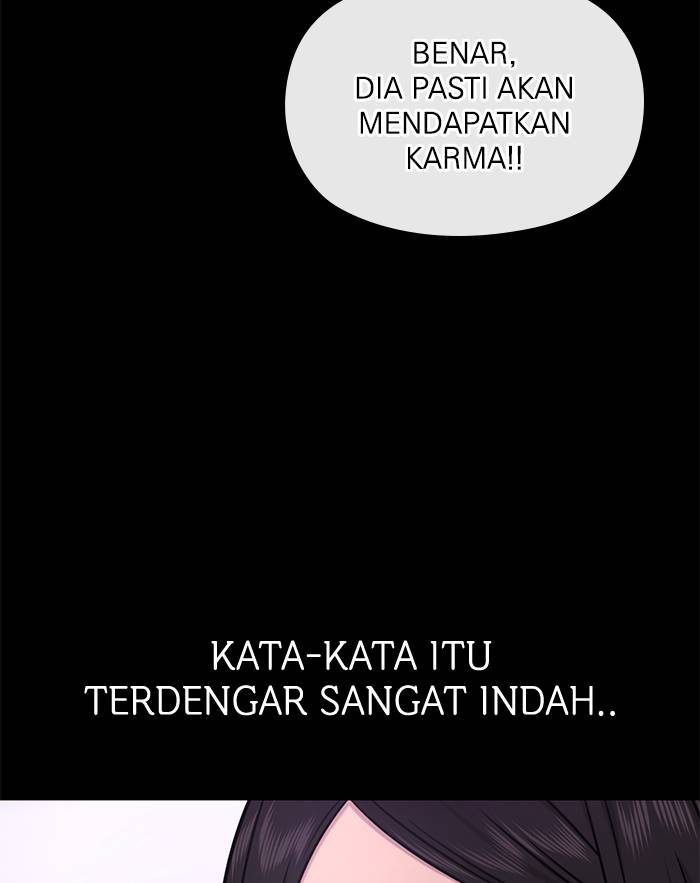 BENAR,
DIA PASTI AKAN
MENDAPATKAN
KARMA!!
KATA-KATA ITU
TERDENGAR SANGAT INDAH..